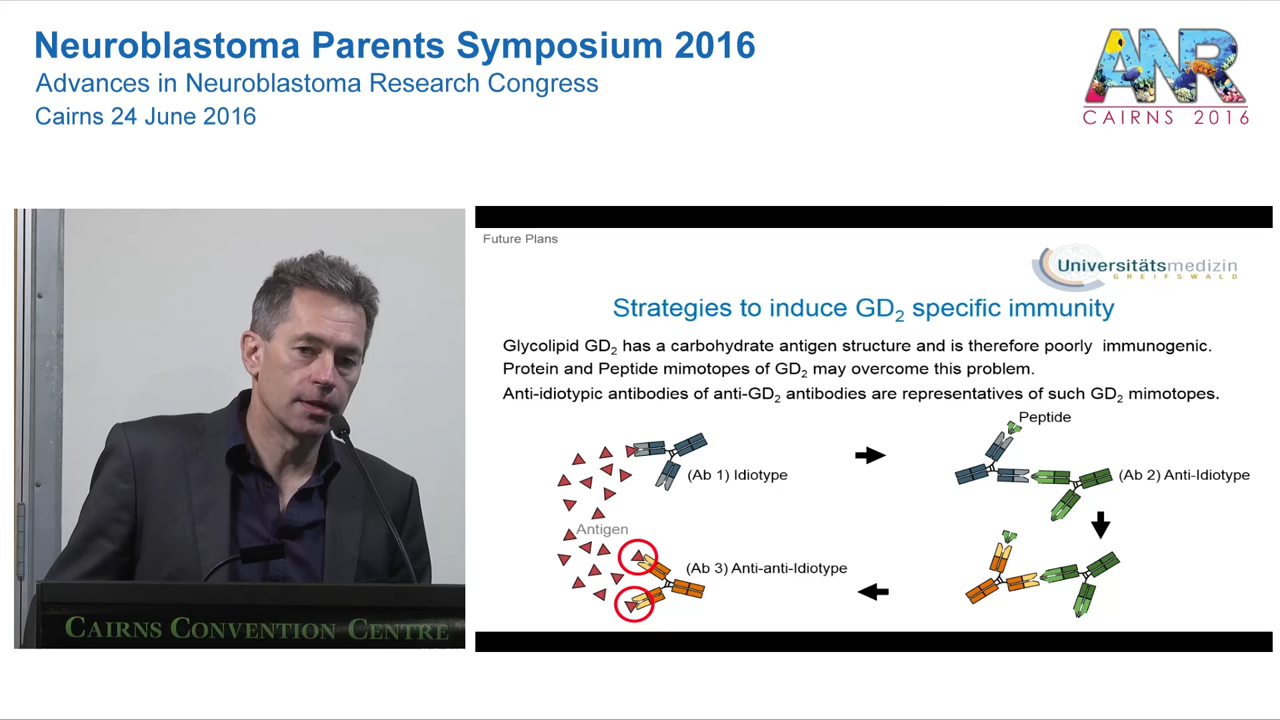 Neuroblastoma Parents Symposium 2016
Advances in Neuroblastoma Research Congress
Cairns 24 June 2016
ANR
CAIRNS 2016
CAIRNS CONVENTION CENTRE
Future Plans
Universitätsmedizin
GREIFSWALD
Strategies to induce GD₂ specific immunity
Glycolipid GD₂ has a carbohydrate antigen structure and is therefore poorly immunogenic.
Protein and Peptide mimotopes of GD₂ may overcome this problem.
Anti-idiotypic antibodies of anti-GD₂ antibodies are representatives of such GD₂ mimotopes.
Peptide
(Ab 1) Idiotype
(Ab 2) Anti-Idiotype
Antigen
(Ab 3) Anti-anti-Idiotype